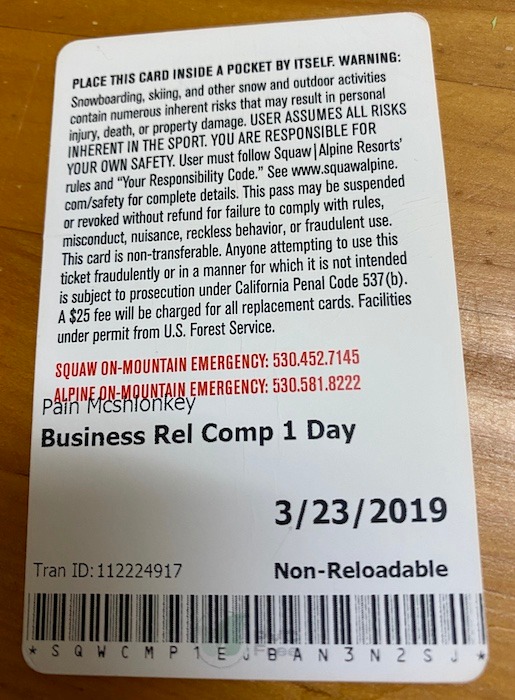 PLACE THIS CARD INSIDE A POCKET BY ITSELF. WARNING:
Snowboarding, skiing, and other snow and outdoor activities
contain numerous inherent risks that may result in personal
injury, death, or property damage. USER ASSUMES ALL RISKS
INHERENT IN THE SPORT. YOU ARE RESPONSIBLE FOR
YOUR OWN SAFETY. User must follow Squaw | Alpine Resorts'
rules and "Your Responsibility Code." See www.squawalpine.
com/safety for complete details. This pass may be suspended
or revoked without refund for failure to comply with rules,
misconduct, nuisance, reckless behavior, or fraudulent use.
This card is non-transferable. Anyone attempting to use this
ticket fraudulently or in a manner for which it is not intended
is subject to prosecution under California Penal Code 537(b).
A $25 fee will be charged for all replacement cards. Facilities
under permit from U.S. Forest Service.
SQUAW ON-MOUNTAIN EMERGENCY: 530.452.7145
ALPINE ON-MOUNTAIN EMERGENCY: 530.581.8222
Pain Mcshlonkey
Business Rel Comp 1 Day
3/23/2019
Tran ID:112224917 Non-Reloadable
* S Q W C M P 1 E J B A N 3 N 2 S J *